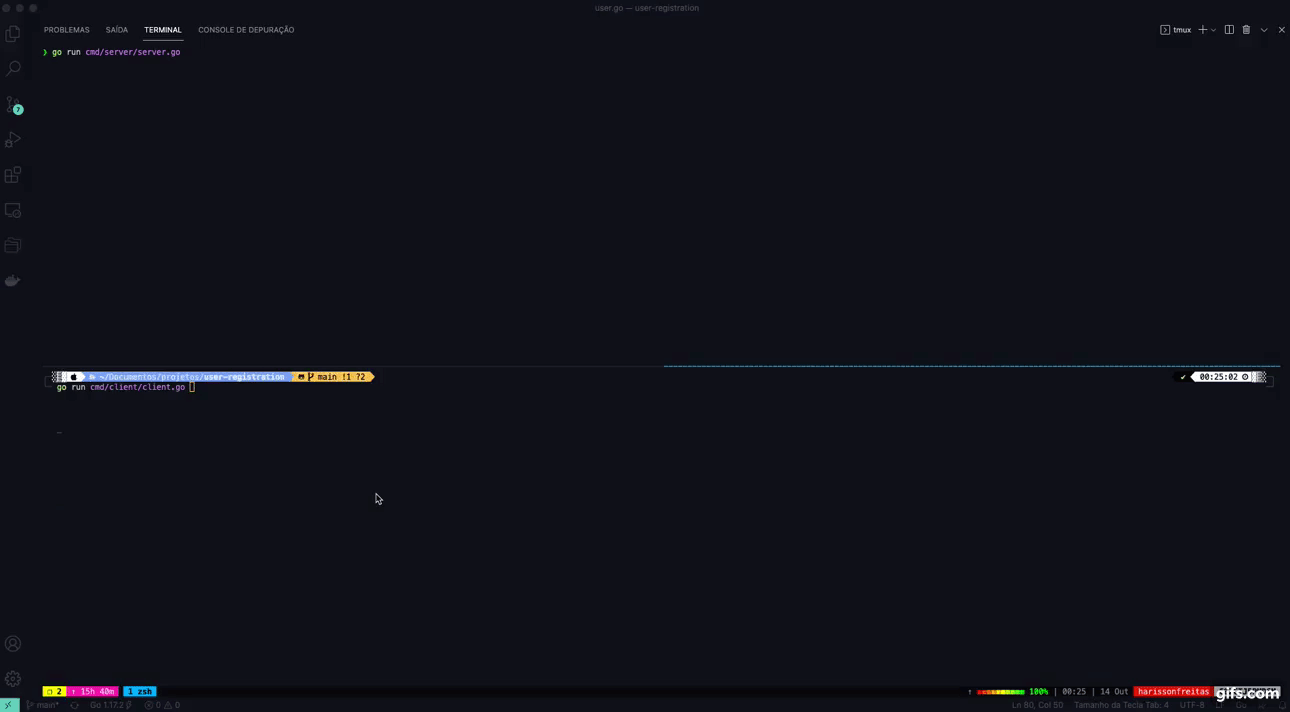 user.go — user-registration
PROBLEMAS SAÍDA TERMINAL CONSOLE DE DEPURAÇÃO tmux
❯ go run cmd/server/server.go
~/Documentos/projetos/user-registration main !1 ?2 ✔ 00:25:02
go run cmd/client/client.go
7
2 ↑ 15h 40m 1 zsh ↑ 100% | 00:25 | 14 Out harissonfreitas
gifs.com
main* Go 1.17.2 0 0 Ln 80, Col 50 Tamanho da Tecla Tab: 4 UTF-8 Go